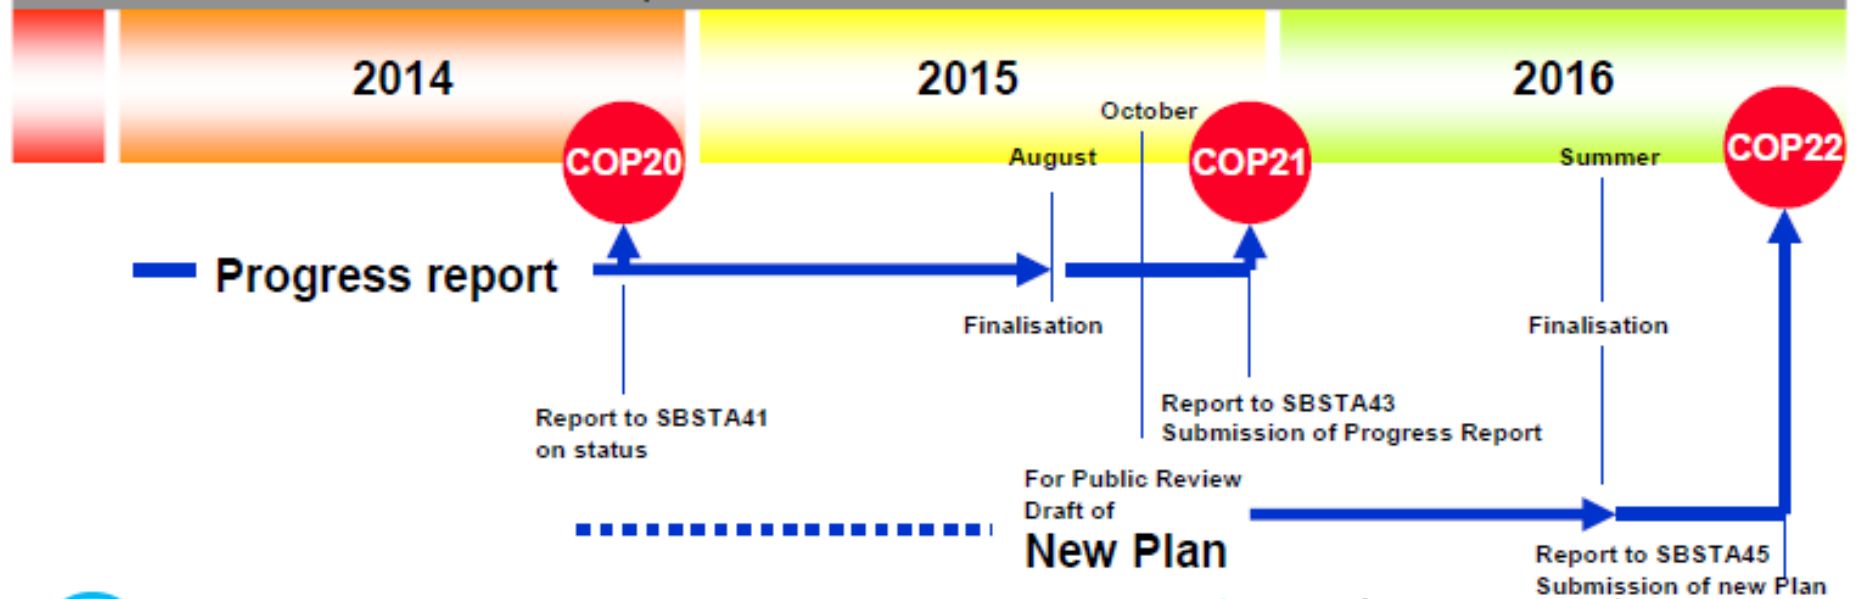 2014
2015
2016
October
COP20
August
COP21
Summer
COP22
Progress report
Finalisation
Finalisation
Report to SBSTA41
on status
Report to SBSTA43
Submission of Progress Report
For Public Review
Draft of
New Plan
Report to SBSTA45
Submission of new Plan